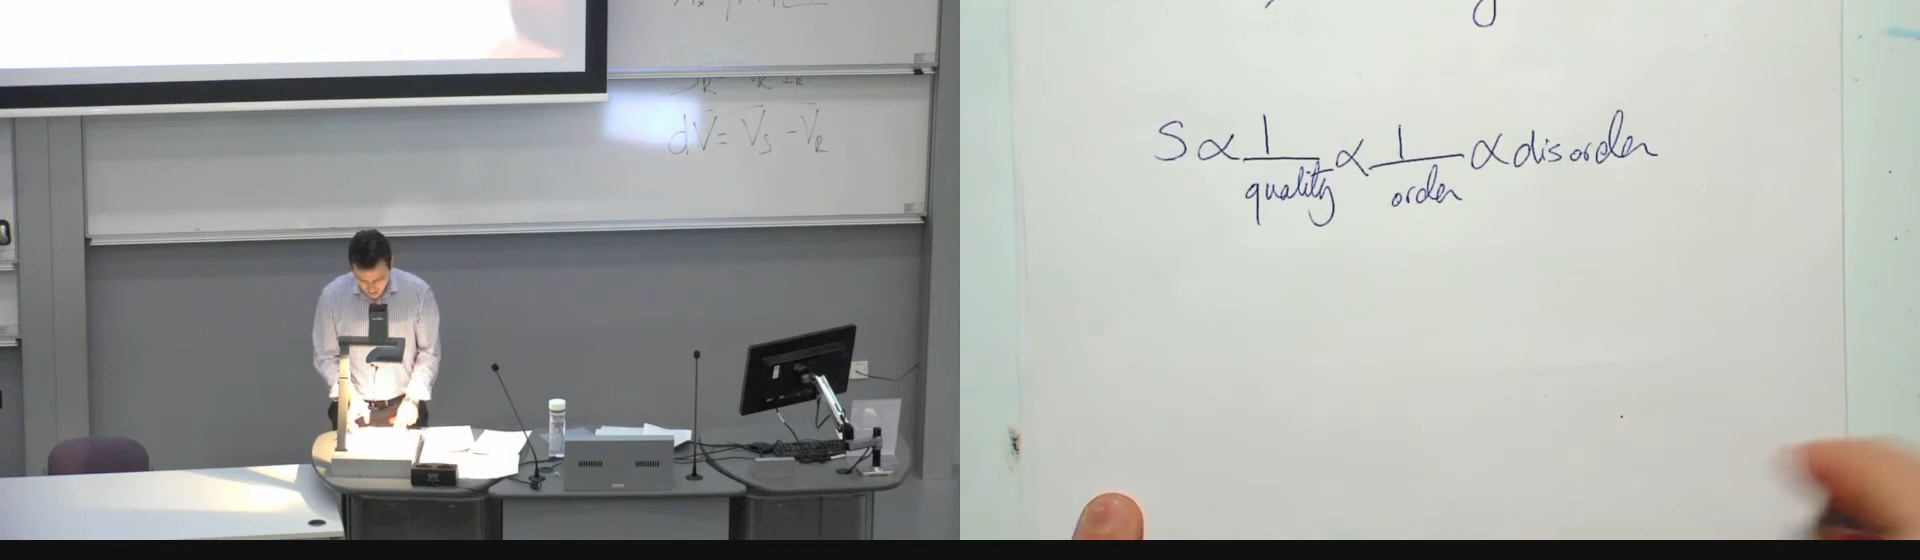 dV = V_S - V_R
S ∝ 1/quality ∝ 1/order ∝ disorder